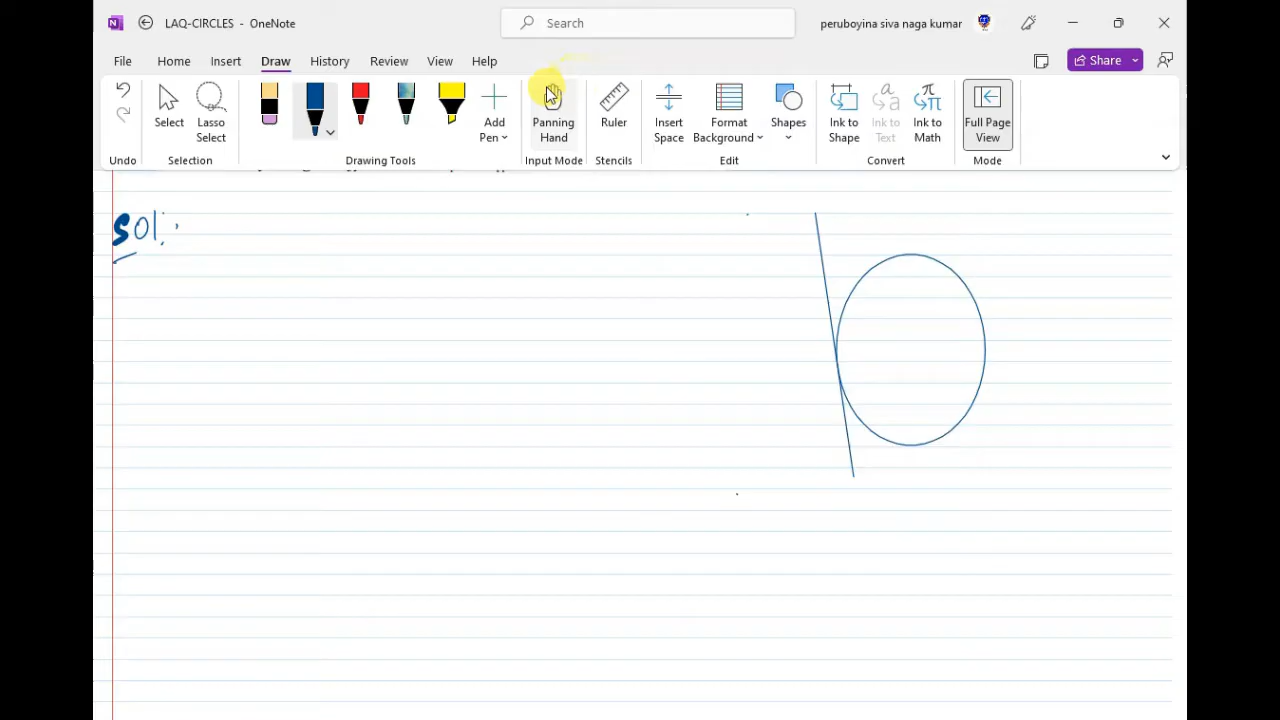 LAQ-CIRCLES - OneNote
Search
peruboyina siva naga kumar
File Home Insert Draw History Review View Help
Share
Undo
Select
Lasso Select
Selection
Drawing Tools
Add Pen
Panning Hand
Input Mode
Ruler
Stencils
Insert Space
Format Background
Shapes
Edit
Ink to Shape
Ink to Text
Ink to Math
Convert
Full Page View
Mode
Sol: